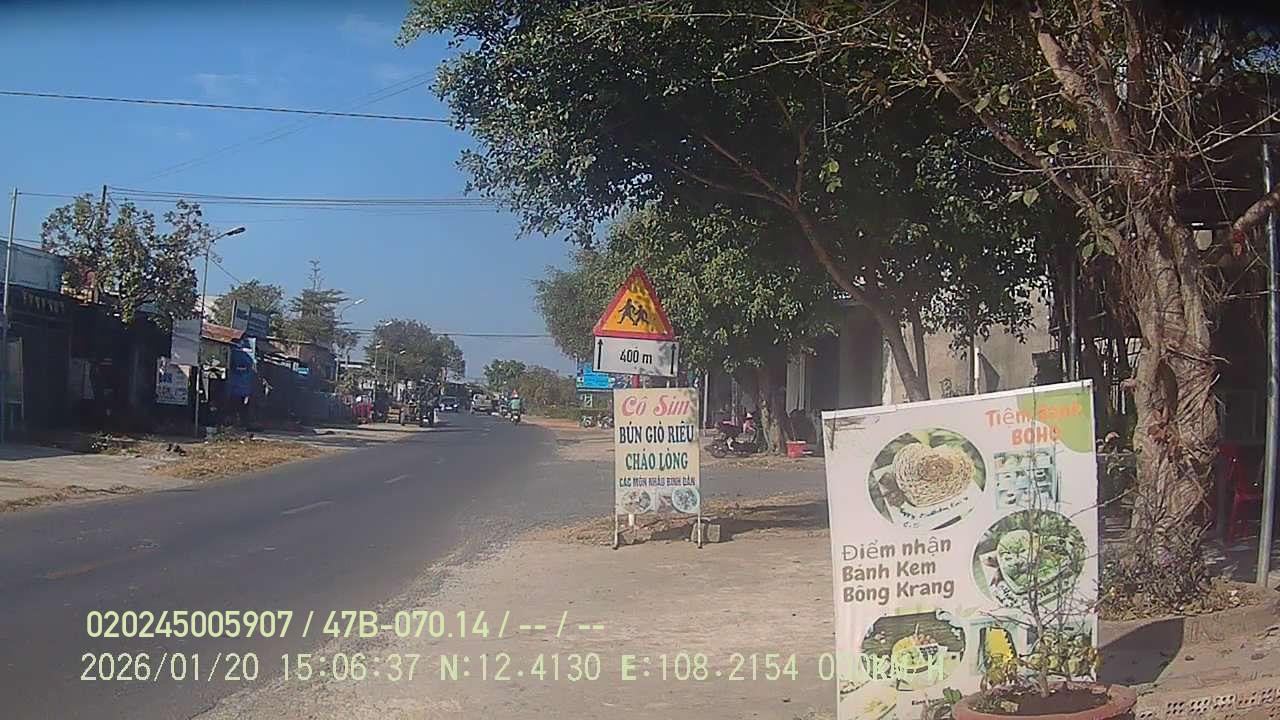 400 m
Cô Sim
BÚN GIÒ RIÊU
CHÁO LÒNG
CÁC MÓN NHẬU BÌNH DÂN
Tiệm Bánh
BOHO
Điểm nhận
Bánh Kem
Bông Krang
020245005907 / 47B-070.14 / -- / --
2026/01/20 15:06:37 N:12.4130 E:108.2154 000KM/H